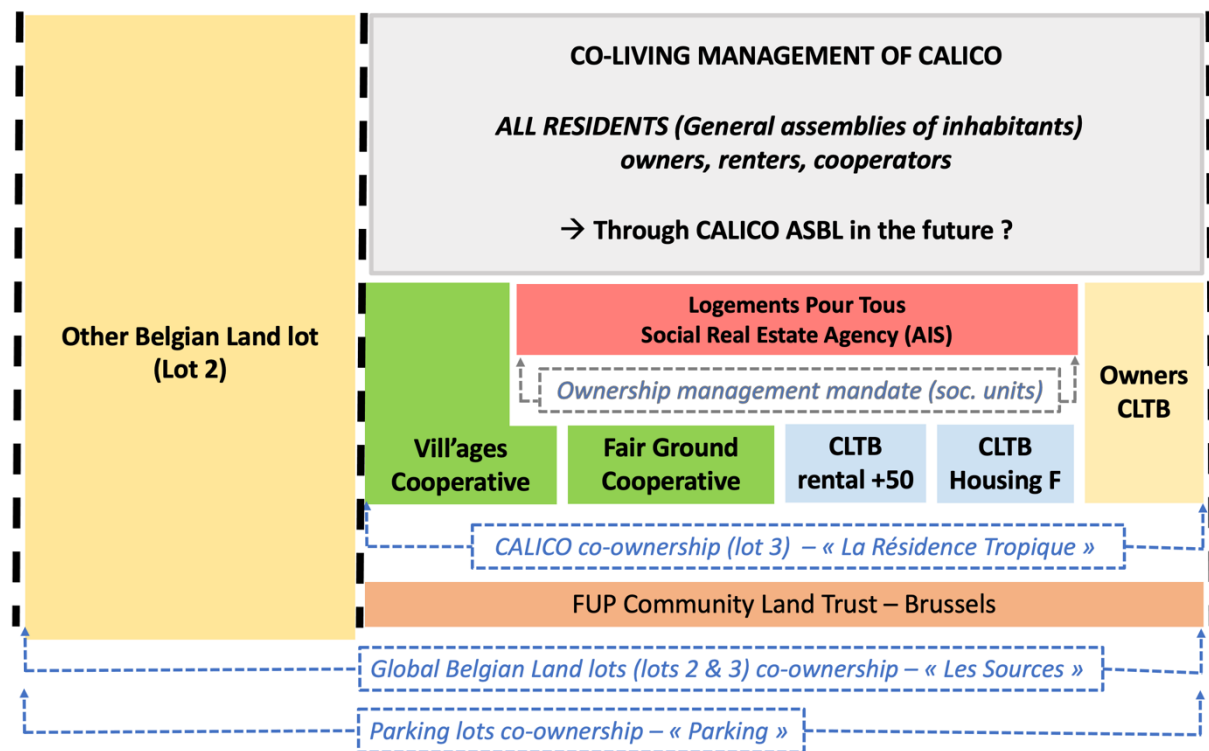 CO-LIVING MANAGEMENT OF CALICO
ALL RESIDENTS (General assemblies of inhabitants)
owners, renters, cooperators
→ Through CALICO ASBL in the future ?
Other Belgian Land lot
(Lot 2)
Logements Pour Tous
Social Real Estate Agency (AIS)
Ownership management mandate (soc. units)
Owners
CLTB
Vill'ages
Cooperative
Fair Ground
Cooperative
CLTB
rental +50
CLTB
Housing F
CALICO co-ownership (lot 3) – « La Résidence Tropique »
FUP Community Land Trust – Brussels
Global Belgian Land lots (lots 2 & 3) co-ownership – « Les Sources »
Parking lots co-ownership – « Parking »